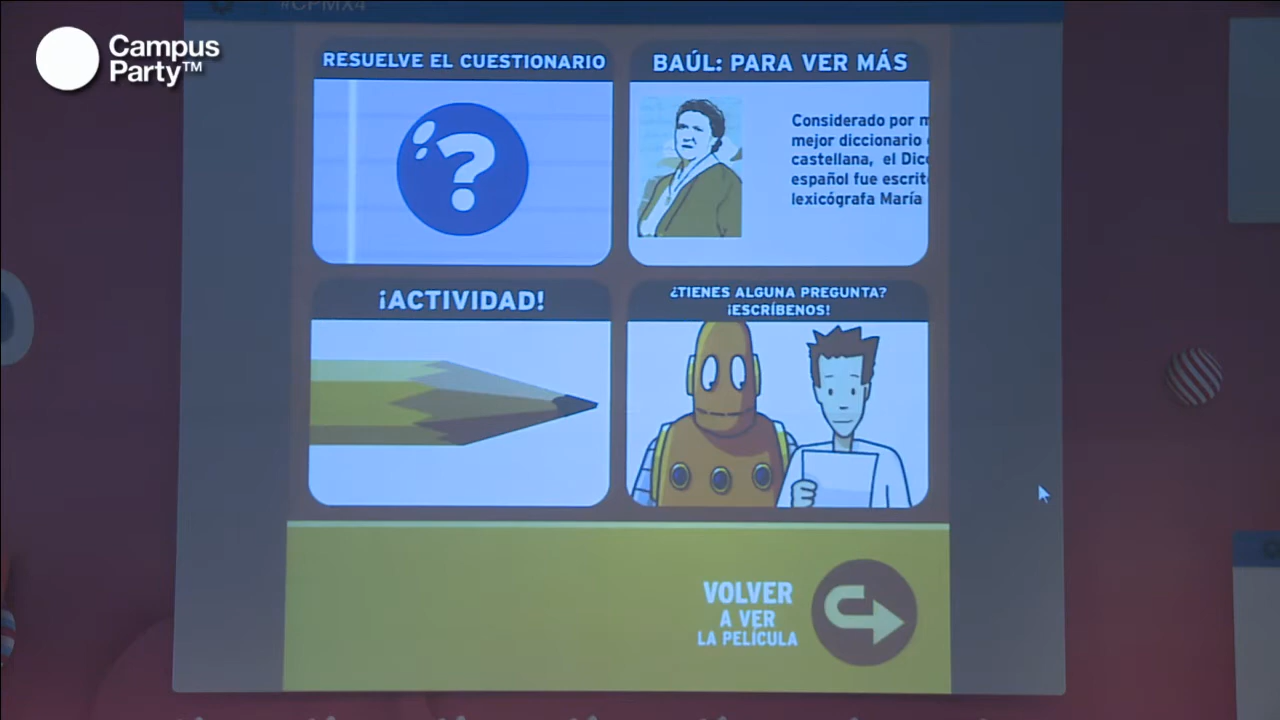 #CPMX4
Campus
Party™
RESUELVE EL CUESTIONARIO
BAÚL: PARA VER MÁS
?
Considerado por m
mejor diccionario
castellana, el Dic
español fue escrit
lexicógrafa María
¡ACTIVIDAD!
¿TIENES ALGUNA PREGUNTA?
¡ESCRÍBENOS!
VOLVER
A VER
LA PELÍCULA